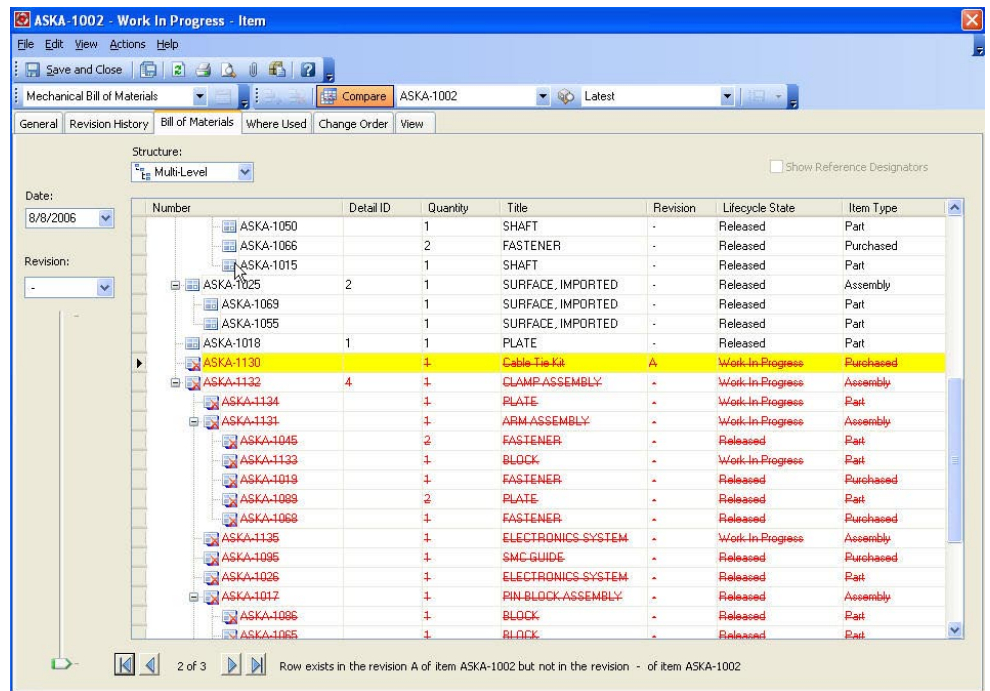 ASKA-1002 - Work In Progress - Item
File Edit View Actions Help
Save and Close
Mechanical Bill of Materials Compare ASKA-1002 Latest
General Revision History Bill of Materials Where Used Change Order View
Structure:
Multi-Level Show Reference Designators
Date:
8/8/2006
Revision:
-
Number Detail ID Quantity Title Revision Lifecycle State Item Type
ASKA-1050 1 SHAFT - Released Part
ASKA-1066 2 FASTENER - Released Purchased
ASKA-1015 1 SHAFT - Released Part
ASKA-1025 2 1 SURFACE, IMPORTED - Released Assembly
ASKA-1069 1 SURFACE, IMPORTED - Released Part
ASKA-1055 1 SURFACE, IMPORTED - Released Part
ASKA-1018 1 1 PLATE - Released Part
ASKA-1130 1 Cable Tie Kit A Work In Progress Purchased
ASKA-1132 4 1 CLAMP ASSEMBLY - Work In Progress Assembly
ASKA-1134 1 PLATE - Work In Progress Part
ASKA-1131 1 ARM ASSEMBLY - Work In Progress Assembly
ASKA-1045 2 FASTENER - Released Part
ASKA-1133 1 BLOCK - Work In Progress Part
ASKA-1019 1 FASTENER - Released Purchased
ASKA-1089 2 PLATE - Released Part
ASKA-1068 1 FASTENER - Released Purchased
ASKA-1135 1 ELECTRONICS SYSTEM - Work In Progress Assembly
ASKA-1095 1 SMC GUIDE - Released Purchased
ASKA-1026 1 ELECTRONICS SYSTEM - Released Part
ASKA-1017 1 PIN BLOCK ASSEMBLY - Released Assembly
ASKA-1086 1 BLOCK - Released Part
ASKA-1065 1 BLOCK - Released Part
2 of 3 Row exists in the revision A of item ASKA-1002 but not in the revision - of item ASKA-1002